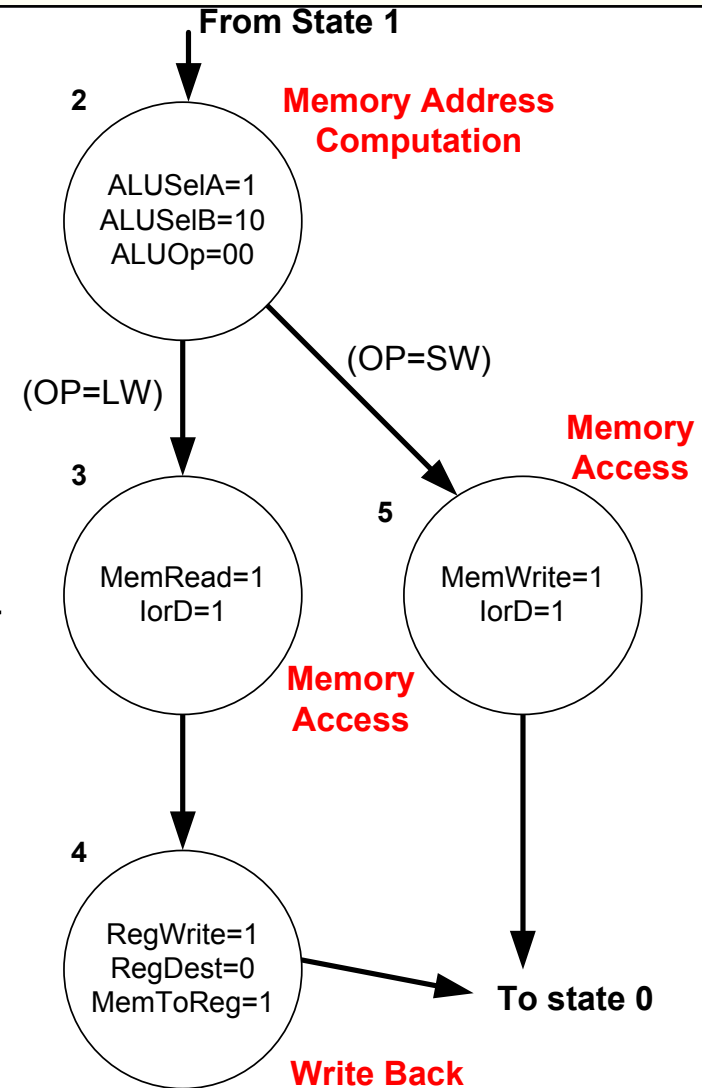 From State 1
2
Memory Address
Computation
ALUSelA=1
ALUSelB=10
ALUOp=00
(OP=LW)
(OP=SW)
Memory
Access
3
5
MemRead=1
IorD=1
MemWrite=1
IorD=1
Memory
Access
4
RegWrite=1
RegDest=0
MemToReg=1
To state 0
Write Back